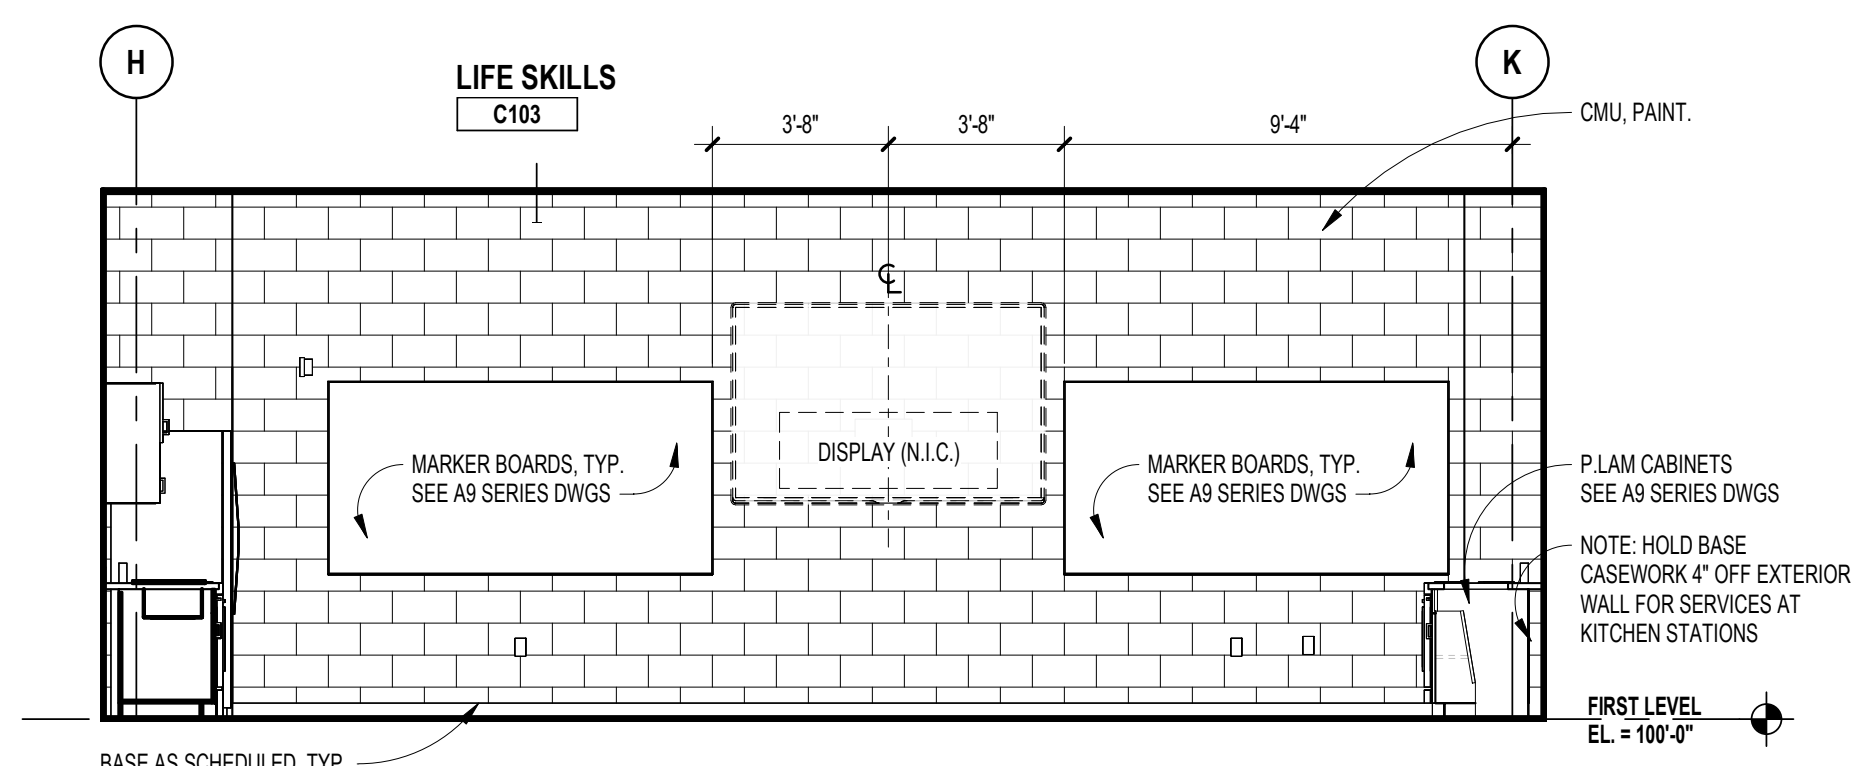 H
K
LIFE SKILLS
C103
3'-8"
3'-8"
9'-4"
CMU, PAINT.
CL
DISPLAY (N.I.C.)
MARKER BOARDS, TYP.
SEE A9 SERIES DWGS
MARKER BOARDS, TYP.
SEE A9 SERIES DWGS
P.LAM CABINETS
SEE A9 SERIES DWGS
NOTE: HOLD BASE
CASEWORK 4" OFF EXTERIOR
WALL FOR SERVICES AT
KITCHEN STATIONS
FIRST LEVEL
EL. = 100'-0"
BASE AS SCHEDULED, TYP.